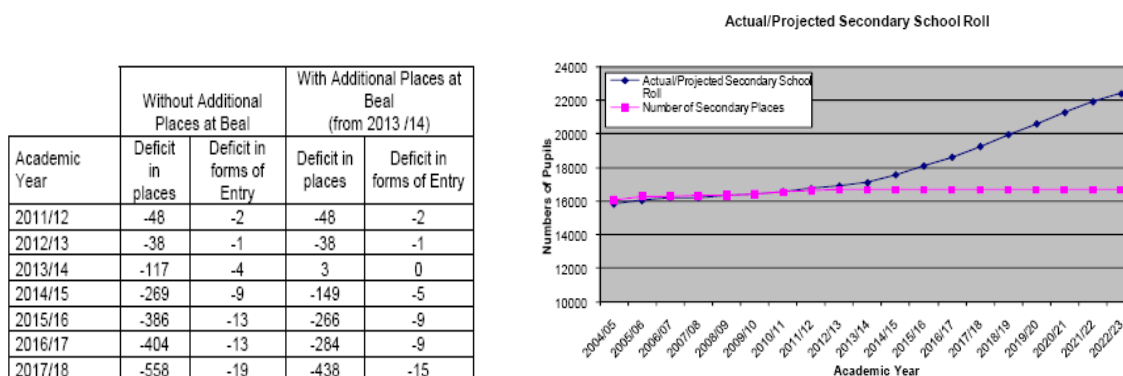 Without Additional
Places at Beal
With Additional Places at
Beal
(from 2013 /14)
Academic
Year
Deficit
in
places
Deficit in
forms of
Entry
Deficit in
places
Deficit in
forms of Entry
2011/12 -48 -2 -48 -2
2012/13 -38 -1 -38 -1
2013/14 -117 -4 3 0
2014/15 -269 -9 -149 -5
2015/16 -386 -13 -266 -9
2016/17 -404 -13 -284 -9
2017/18 -558 -19 -438 -15
Actual/Projected Secondary School Roll
Actual/Projected Secondary School
Roll
Number of Secondary Places
Numbers of Pupils
24000
22000
20000
18000
16000
14000
12000
10000
2004/05
2005/06
2006/07
2007/08
2008/09
2009/10
2010/11
2011/12
2012/13
2013/14
2014/15
2015/16
2016/17
2017/18
2018/19
2019/20
2020/21
2021/22
2022/23
Academic Year